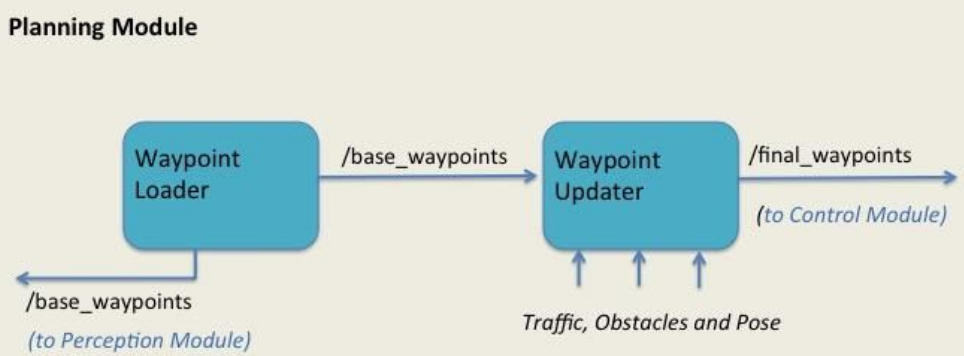 Planning Module
Waypoint
Loader
/base_waypoints
Waypoint
Updater
/final_waypoints
(to Control Module)
/base_waypoints
(to Perception Module)
Traffic, Obstacles and Pose